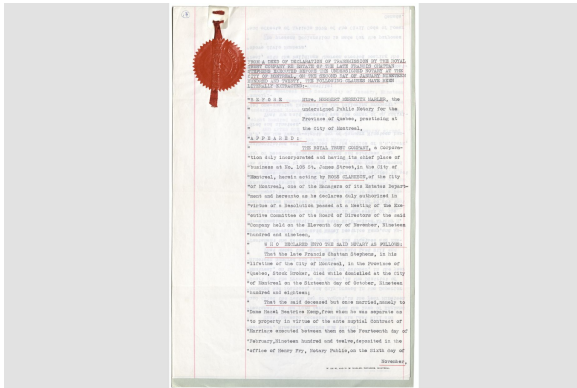 "FROM A DEED OF DECLARATION OF TRANSMISSION BY THE ROYAL
TRUST COMPANY RE ESTATE OF THE LATE FRANCIS CHATTAN
STEPHENS EXECUTED BEFORE THE UNDERSIGNED NOTARY AT THE
CITY OF MONTREAL, ON THE SECOND DAY OF JANUARY NINETEEN
HUNDRED AND TWENTY, THE FOLLOWING CLAUSES HAVE BEEN
LITERALLY EXTRACTED:-
"B E F O R E Mtre. HERBERT MEREDITH MARLER, the
" undersigned Public Notary for the
" Province of Quebec, practising at
" the City of Montreal,
"A P P E A R E D :
" THE ROYAL TRUST COMPANY, a Corpora-
"tion duly incorporated and having its chief place of
"business at No. 105 St. James Street, in the City of
"Montreal, herein acting by ROSS CLARKSON, of the City
"of Montreal, one of the Managers of its Estates Depart-
"ment and hereunto as he declares duly authorized in
"virtue of a Resolution passed at a Meeting of the Exe-
"cutive Committee of the Board of Directors of the said
"Company held on the Eleventh day of November, Nineteen
"hundred and nineteen,
" W H O DECLARED UNTO THE SAID NOTARY AS FOLLOWS:
" That the late Francis Chattan Stephens, in his
"lifetime of the City of Montreal, in the Province of
"Quebec, Stock Broker, died while domiciled at the City
"of Montreal on the Sixteenth day of October, Nineteen
"hundred and eighteen;
" That the said deceased but once married, namely to
"Dame Hazel Beatrice Kemp, from whom he was separate as
"to property in virtue of the ante nuptial Contract of
"Marriage executed between them on the Fourteenth day of
"February, Nineteen hundred and twelve, deposited in the
"office of Henry Fry, Notary Public, on the Sixth day of
November,